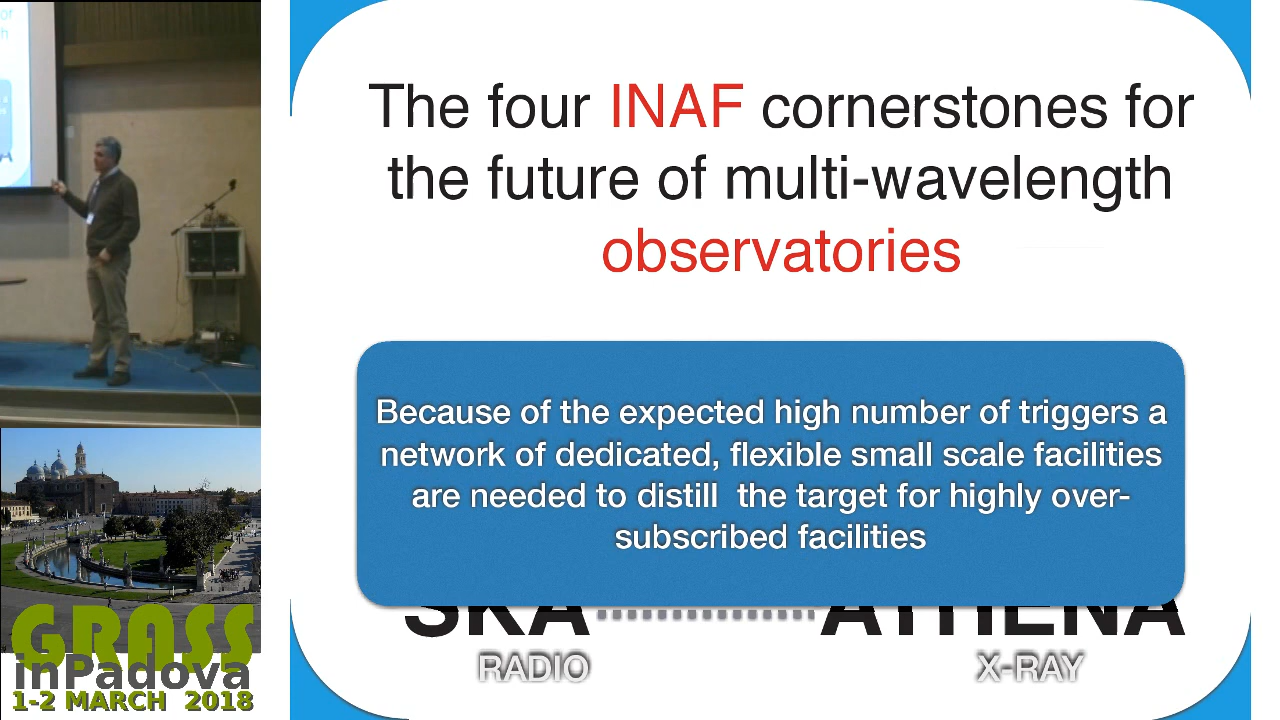 The four INAF cornerstones for
the future of multi-wavelength
observatories
Because of the expected high number of triggers a
network of dedicated, flexible small scale facilities
are needed to distill the target for highly over-
subscribed facilities
SKA ATHENA
RADIO X-RAY
GRASS
inPadova
1-2 MARCH 2018